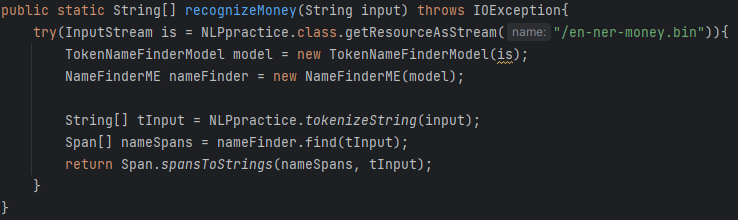 public static String[] recognizeMoney(String input) throws IOException{
    try(InputStream is = NLPpractice.class.getResourceAsStream( name: "/en-ner-money.bin")){
        TokenNameFinderModel model = new TokenNameFinderModel(is);
        NameFinderME nameFinder = new NameFinderME(model);

        String[] tInput = NLPpractice.tokenizeString(input);
        Span[] nameSpans = nameFinder.find(tInput);
        return Span.spansToStrings(nameSpans, tInput);
    }
}